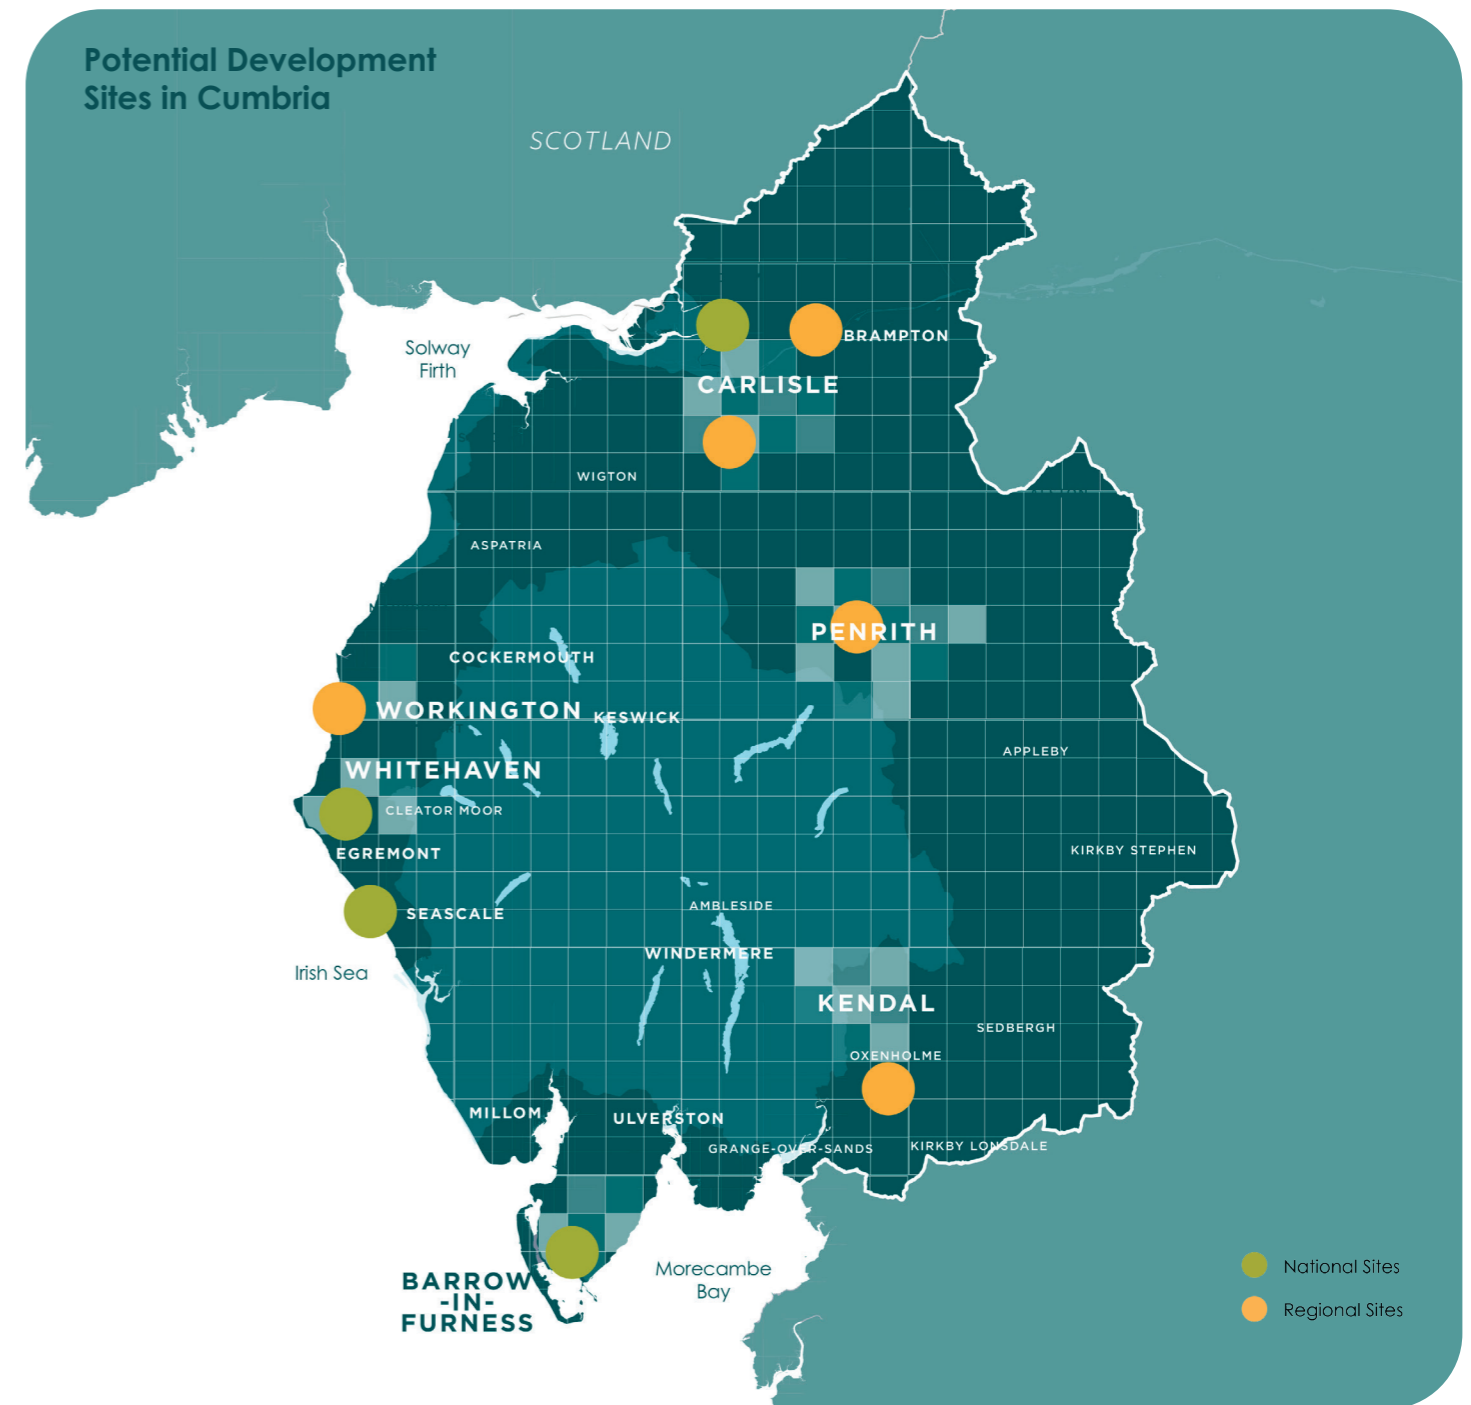 Potential Development
Sites in Cumbria
SCOTLAND
Solway
Firth
BRAMPTON
CARLISLE
WIGTON
ASPATRIA
PENRITH
COCKERMOUTH
WORKINGTON
KESWICK
APPLEBY
WHITEHAVEN
CLEATOR MOOR
EGREMONT
KIRKBY STEPHEN
AMBLESIDE
SEASCALE
WINDERMERE
Irish Sea
KENDAL
SEDBERGH
OXENHOLME
MILLOM
ULVERSTON
GRANGE-OVER-SANDS
KIRKBY LONSDALE
BARROW
-IN-
FURNESS
Morecambe
Bay
National Sites
Regional Sites